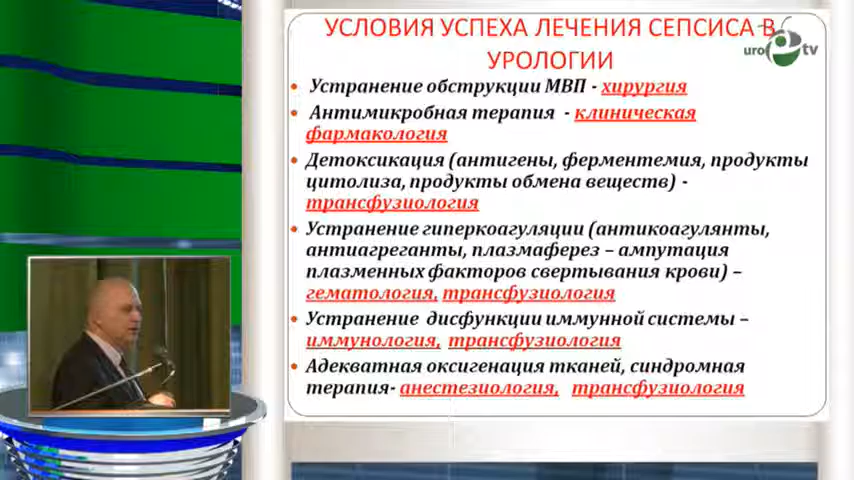 УСЛОВИЯ УСПЕХА ЛЕЧЕНИЯ СЕПСИСА В
УРОЛОГИИ
uro tv
• Устранение обструкции МВП - хирургия
• Антимикробная терапия - клиническая
фармакология
• Детоксикация (антигены, ферментемия, продукты
цитолиза, продукты обмена веществ) -
трансфузиология
• Устранение гиперкоагуляции (антикоагулянты,
антиагреганты, плазмаферез – ампутация
плазменных факторов свертывания крови) –
гематология, трансфузиология
• Устранение дисфункции иммунной системы –
иммунология, трансфузиология
• Адекватная оксигенация тканей, синдромная
терапия- анестезиология, трансфузиология